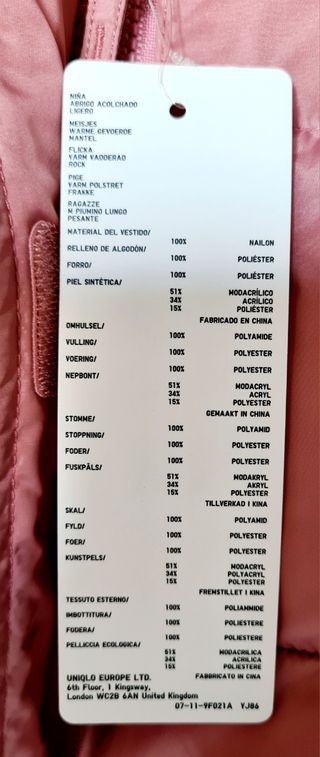 NIÑA
ABRIGO ACOLCHADO
LIGERO
MEISJES
WARME GEVOERDE
MANTEL
FLICKA
VARM VADDERAD
ROCK
PIGE
VARM POLSTRET
FRAKKE
RAGAZZE
M PIUMINO LUNGO
PESANTE
MATERIAL DEL VESTIDO/
100% NAILON
RELLENO DE ALGODÓN/
100% POLIÉSTER
FORRO/
100% POLIÉSTER
PIEL SINTÉTICA/
51% MODACRÍLICO
34% ACRÍLICO
15% POLIÉSTER
FABRICADO EN CHINA
OMHULSEL/
100% POLYAMIDE
VULLING/
100% POLYESTER
VOERING/
100% POLYESTER
NEPBONT/
51% MODACRYL
34% ACRYL
15% POLYESTER
GEMAAKT IN CHINA
STOMME/
100% POLYAMID
STOPPNING/
100% POLYESTER
FODER/
100% POLYESTER
FUSKPÄLS/
51% MODAKRYL
34% AKRYL
15% POLYESTER
TILLVERKAD I KINA
SKAL/
100% POLYAMID
FYLD/
100% POLYESTER
FOER/
100% POLYESTER
KUNSTPELS/
51% MODACRYL
34% POLYACRYL
15% POLYESTER
FREMSTILLET I KINA
TESSUTO ESTERNO/
100% POLIAMMIDE
IMBOTTITURA/
100% POLIESTERE
FODERA/
100% POLIESTERE
PELLICCIA ECOLOGICA/
51% MODACRILICA
34% ACRILICA
15% POLIESTERE
FABBRICATO IN CINA
UNIQLO EUROPE LTD.
6th Floor, 1 Kingsway,
London WC2B 6AN United Kingdom
07-11-9F021A YJ86